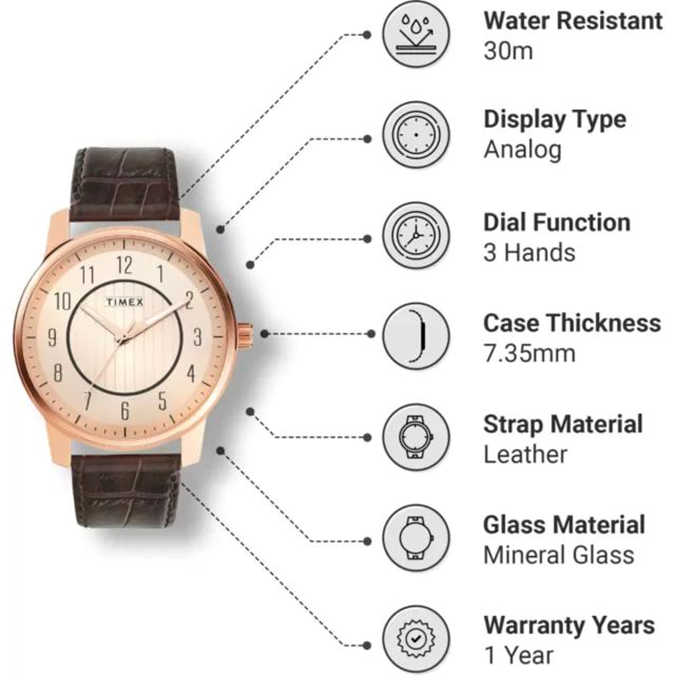 Water Resistant
30m
Display Type
Analog
Dial Function
3 Hands
Case Thickness
7.35mm
Strap Material
Leather
Glass Material
Mineral Glass
Warranty Years
1 Year
TIMEX
12
1
2
3
4
5
6
7
8
9
10
11